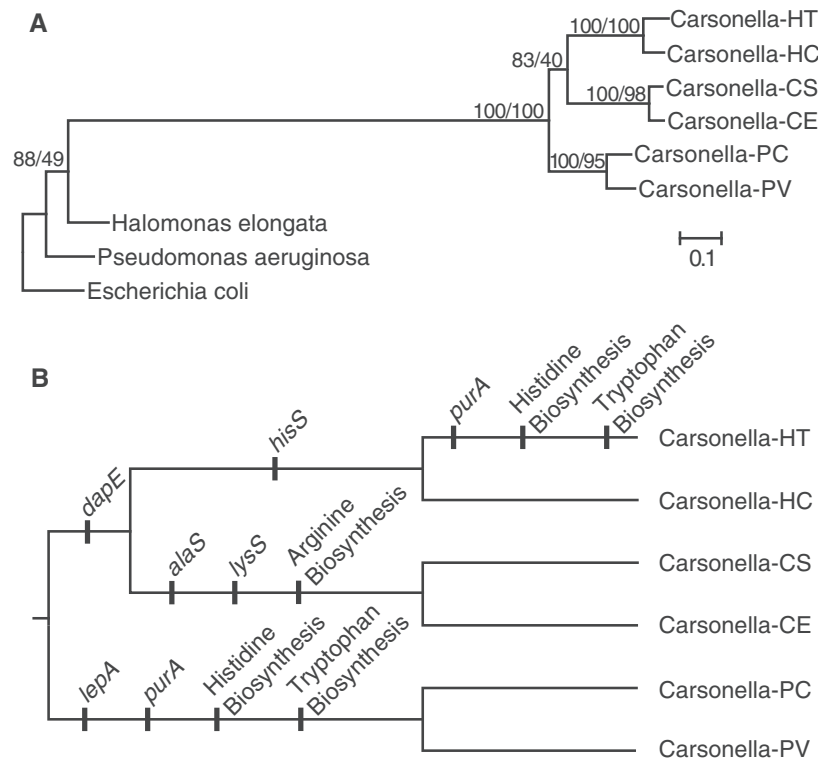 A
100/100
Carsonella-HT
Carsonella-HC
83/40
100/98
Carsonella-CS
Carsonella-CE
100/100
100/95
Carsonella-PC
Carsonella-PV
88/49
Halomonas elongata
Pseudomonas aeruginosa
Escherichia coli
0.1
B
dapE
hisS
purA
Histidine
Biosynthesis
Tryptophan
Biosynthesis
Carsonella-HT
Carsonella-HC
alaS
lysS
Arginine
Biosynthesis
Carsonella-CS
Carsonella-CE
lepA
purA
Histidine
Biosynthesis
Tryptophan
Biosynthesis
Carsonella-PC
Carsonella-PV